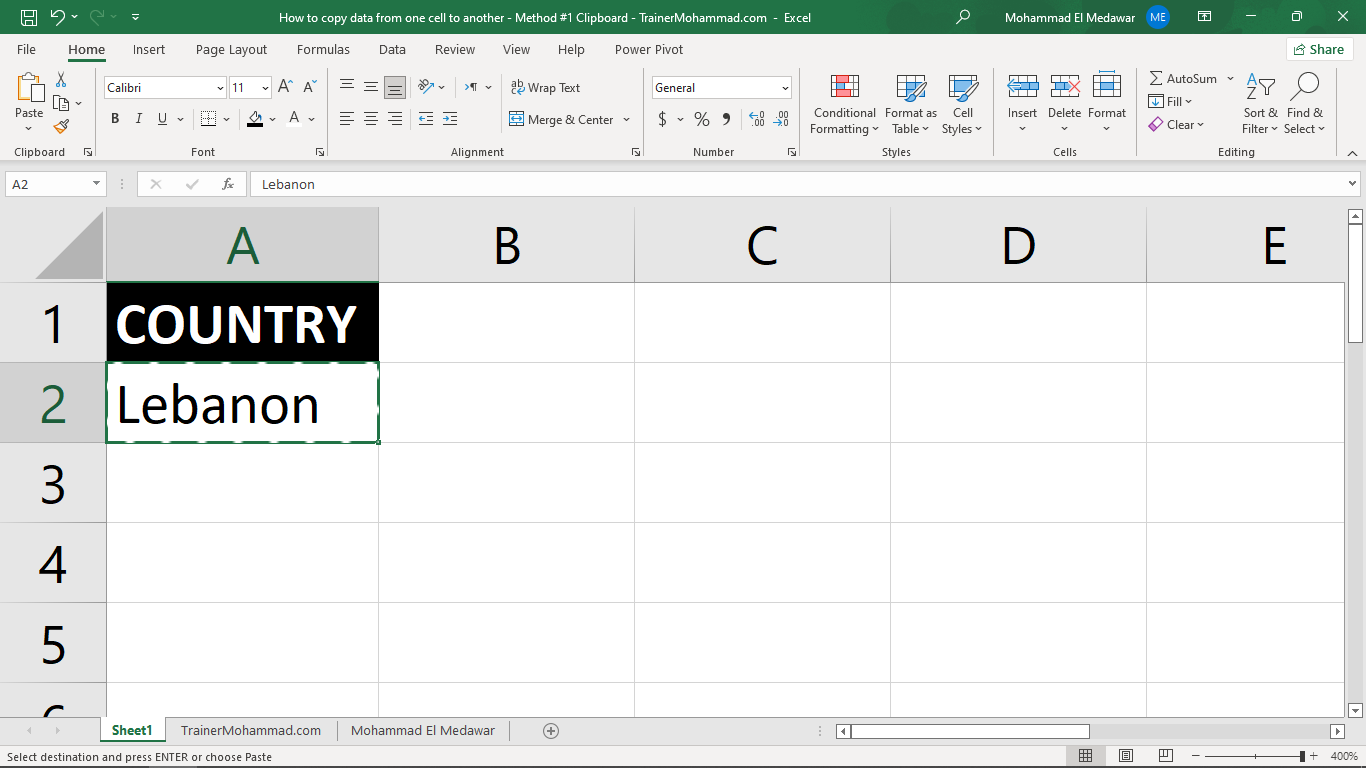 How to copy data from one cell to another - Method #1 Clipboard - TrainerMohammad.com - Excel
Mohammad El Medawar ME
File Home Insert Page Layout Formulas Data Review View Help Power Pivot Share
Paste
Clipboard
Calibri 11
B I U A
Font
Wrap Text
Merge & Center
Alignment
General
$ % 9
Number
Conditional Formatting
Format as Table
Cell Styles
Styles
Insert Delete Format
Cells
AutoSum
Fill
Clear
Sort & Filter
Find & Select
Editing
A2 fx Lebanon
A B C D E
1 COUNTRY
2 Lebanon
3
4
5
Sheet1 TrainerMohammad.com Mohammad El Medawar
Select destination and press ENTER or choose Paste 400%